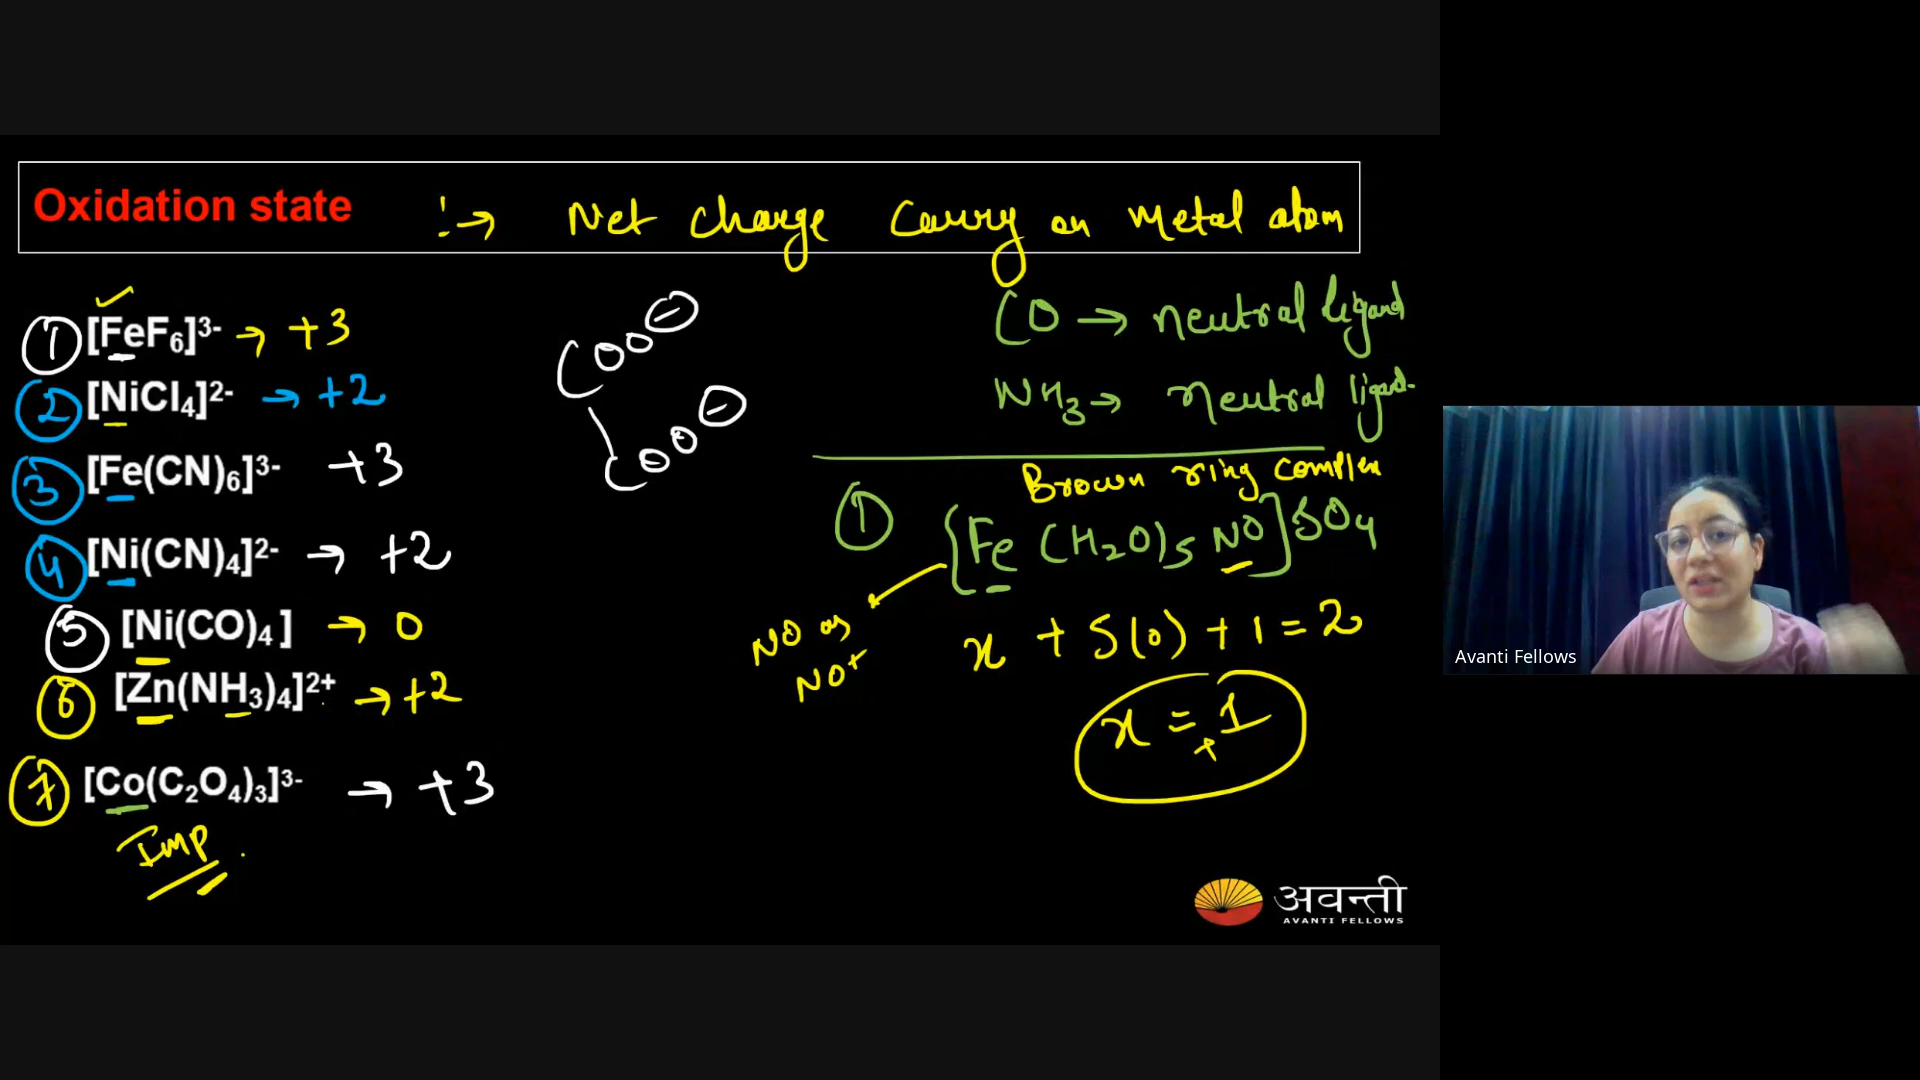 Oxidation state :→ Net charge carry on metal atom
① [FeF₆]³⁻ → +3
② [NiCl₄]²⁻ → +2
③ [Fe(CN)₆]³⁻ +3
④ [Ni(CN)₄]²⁻ → +2
⑤ [Ni(CO)₄] → 0
⑥ [Zn(NH₃)₄]²⁺ → +2
⑦ [Co(C₂O₄)₃]³⁻ → +3
Imp
COO⊖
COO⊖
CO → neutral ligand
NH₃ → neutral ligand
Brown ring complex
① [Fe (H₂O)₅ NO] SO₄
NO as
NO⁺
x + 5(0) + 1 = 2
x = +1
अवन्ती
AVANTI FELLOWS
Avanti Fellows